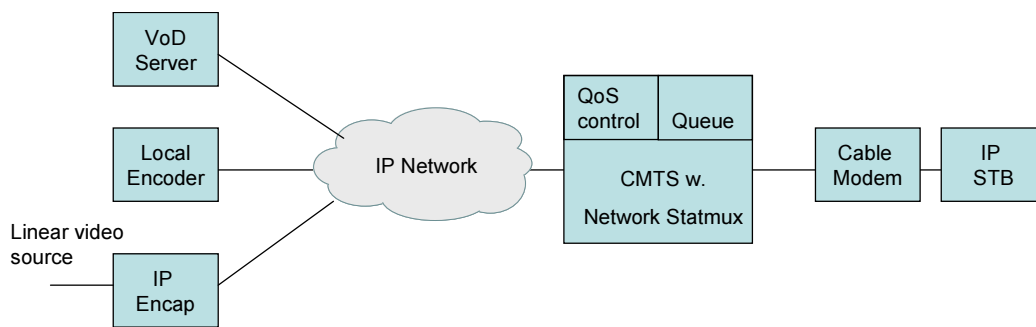 VoD
Server
Local
Encoder
Linear video
source
IP
Encap
IP Network
QoS
control
Queue
CMTS w.
Network Statmux
Cable
Modem
IP
STB